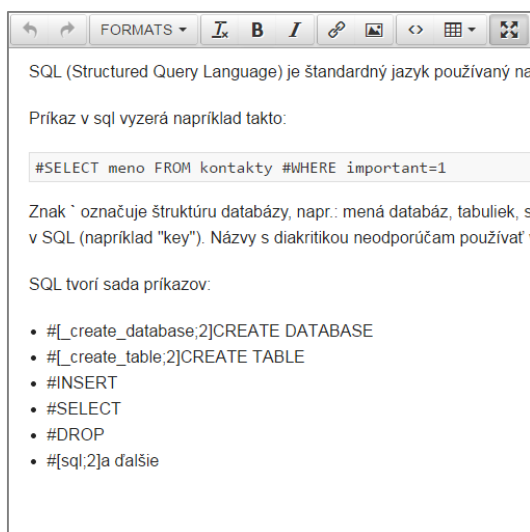 FORMATS
SQL (Structured Query Language) je štandardný jazyk používaný
Príkaz v sql vyzerá napríklad takto:
#SELECT meno FROM kontakty #WHERE important=1
Znak ` označuje štruktúru databázy, napr.: mená databáz, tabuliek,
v SQL (napríklad "key"). Názvy s diakritikou neodporúčam používať
SQL tvorí sada príkazov:
• #[_create_database;2]CREATE DATABASE
• #[_create_table;2]CREATE TABLE
• #INSERT
• #SELECT
• #DROP
• #[sql;2]a ďalšie